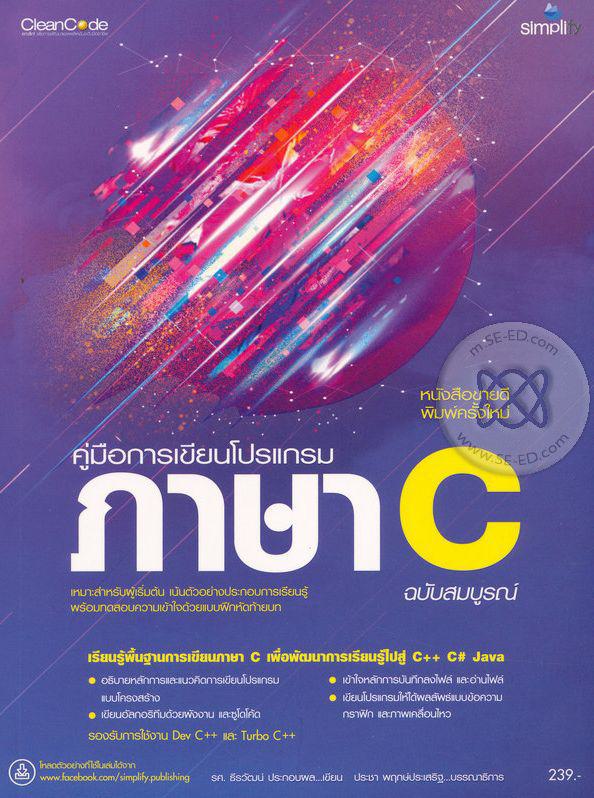 CleanCode
simplify
m.SE-ED.com
www.SE-ED.com
หนังสือขายดี
พิมพ์ครั้งใหม่
คู่มือการเขียนโปรแกรม
ภาษา C
ฉบับสมบูรณ์
เหมาะสำหรับผู้เริ่มต้น เน้นตัวอย่างประกอบการเรียนรู้
พร้อมทดสอบความเข้าใจด้วยแบบฝึกหัดท้ายบท
เรียนรู้พื้นฐานการเขียนภาษา C เพื่อพัฒนาการเรียนรู้ไปสู่ C++ C# Java
• อธิบายหลักการและแนวคิดการเขียนโปรแกรม
แบบโครงสร้าง
• เขียนอัลกอริทึมด้วยผังงาน และซูโดโค้ด
• เข้าใจหลักการบันทึกลงไฟล์ และอ่านไฟล์
• เขียนโปรแกรมให้ได้ผลลัพธ์แบบข้อความ
กราฟิก และภาพเคลื่อนไหว
รองรับการใช้งาน Dev C++ และ Turbo C++
โหลดตัวอย่างที่ใช้ในเล่มได้จาก
www.facebook.com/simplify.publishing
รศ. ธีรวัฒน์ ประกอบผล...เขียน ประชา พฤกษ์ประเสริฐ...บรรณาธิการ
239.-